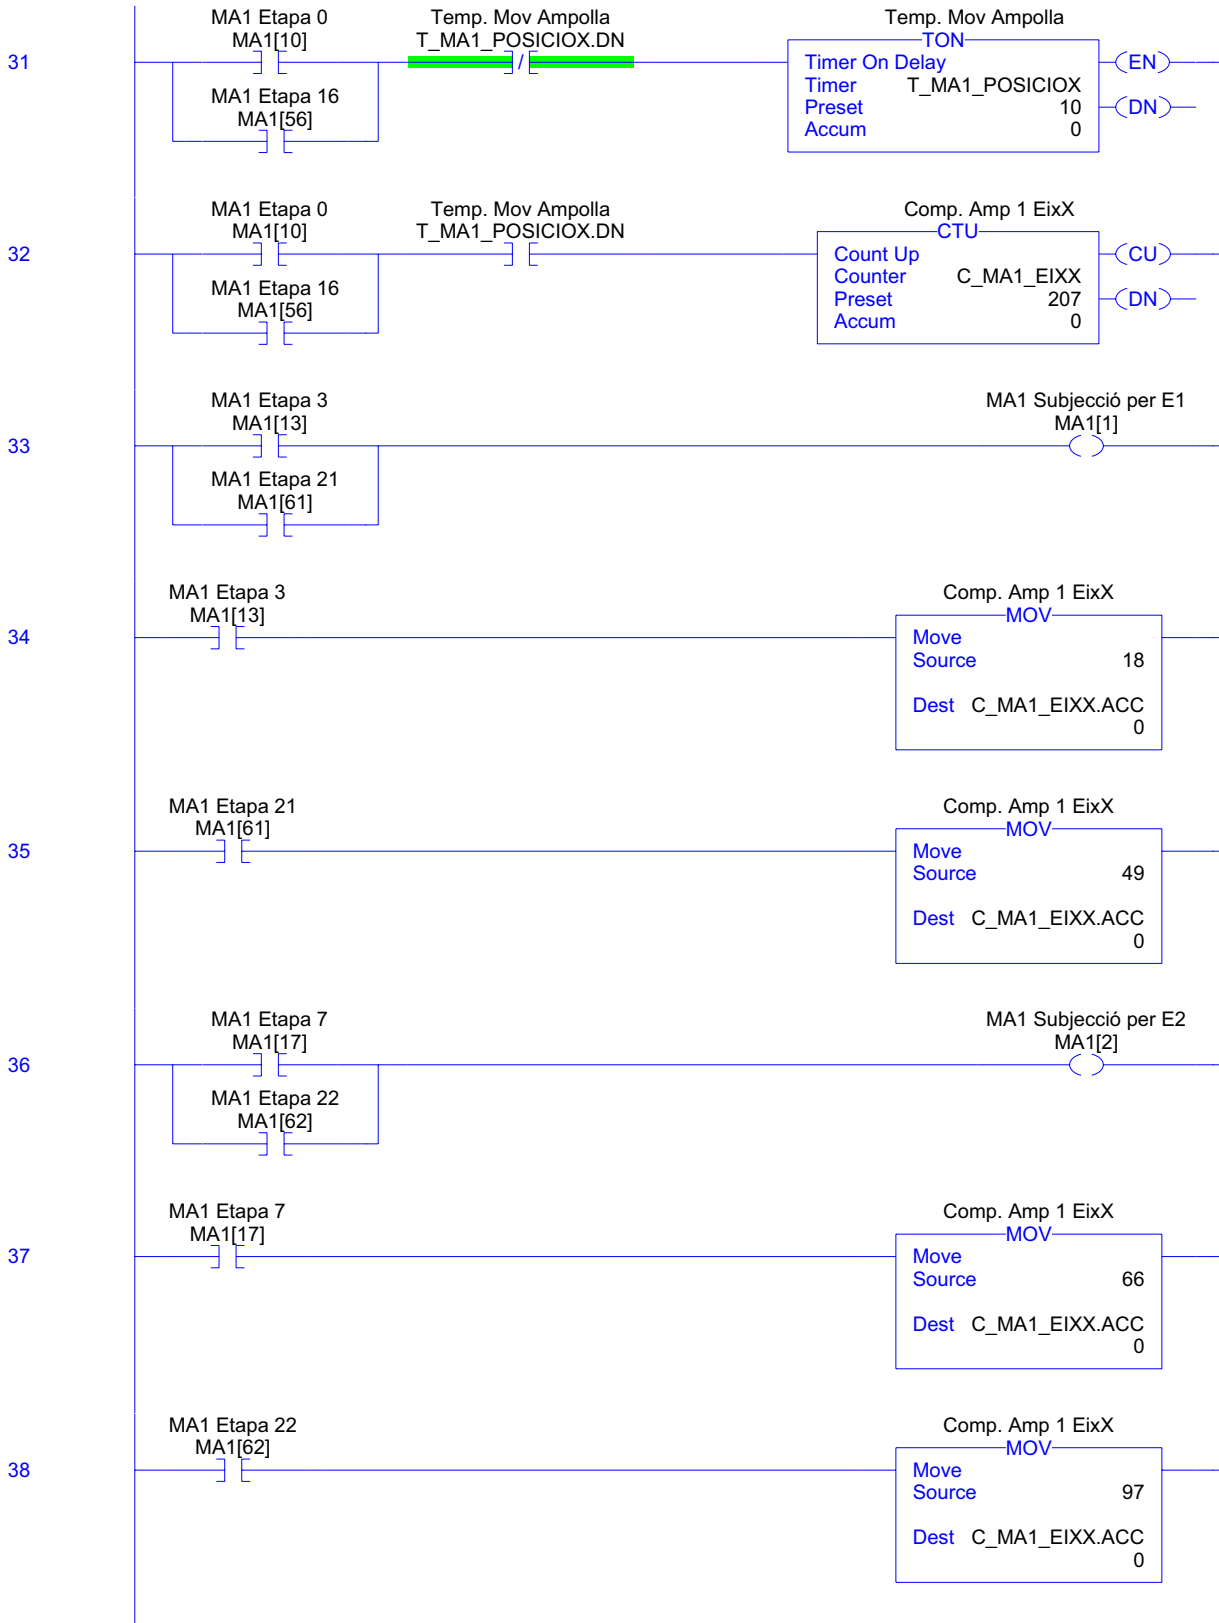 MA1 Etapa 0
MA1[10]
Temp. Mov Ampolla
T_MA1_POSICIOX.DN
/
Temp. Mov Ampolla
TON
31
Timer On Delay
Timer T_MA1_POSICIOX
Preset 10
Accum 0
EN
DN
MA1 Etapa 16
MA1[56]
MA1 Etapa 0
MA1[10]
Temp. Mov Ampolla
T_MA1_POSICIOX.DN
Comp. Amp 1 EixX
CTU
32
Count Up
Counter C_MA1_EIXX
Preset 207
Accum 0
CU
DN
MA1 Etapa 16
MA1[56]
MA1 Etapa 3
MA1[13]
MA1 Subjecció per E1
MA1[1]
33
MA1 Etapa 21
MA1[61]
MA1 Etapa 3
MA1[13]
Comp. Amp 1 EixX
MOV
34
Move
Source 18
Dest C_MA1_EIXX.ACC
0
MA1 Etapa 21
MA1[61]
Comp. Amp 1 EixX
MOV
35
Move
Source 49
Dest C_MA1_EIXX.ACC
0
MA1 Etapa 7
MA1[17]
MA1 Subjecció per E2
MA1[2]
36
MA1 Etapa 22
MA1[62]
MA1 Etapa 7
MA1[17]
Comp. Amp 1 EixX
MOV
37
Move
Source 66
Dest C_MA1_EIXX.ACC
0
MA1 Etapa 22
MA1[62]
Comp. Amp 1 EixX
MOV
38
Move
Source 97
Dest C_MA1_EIXX.ACC
0